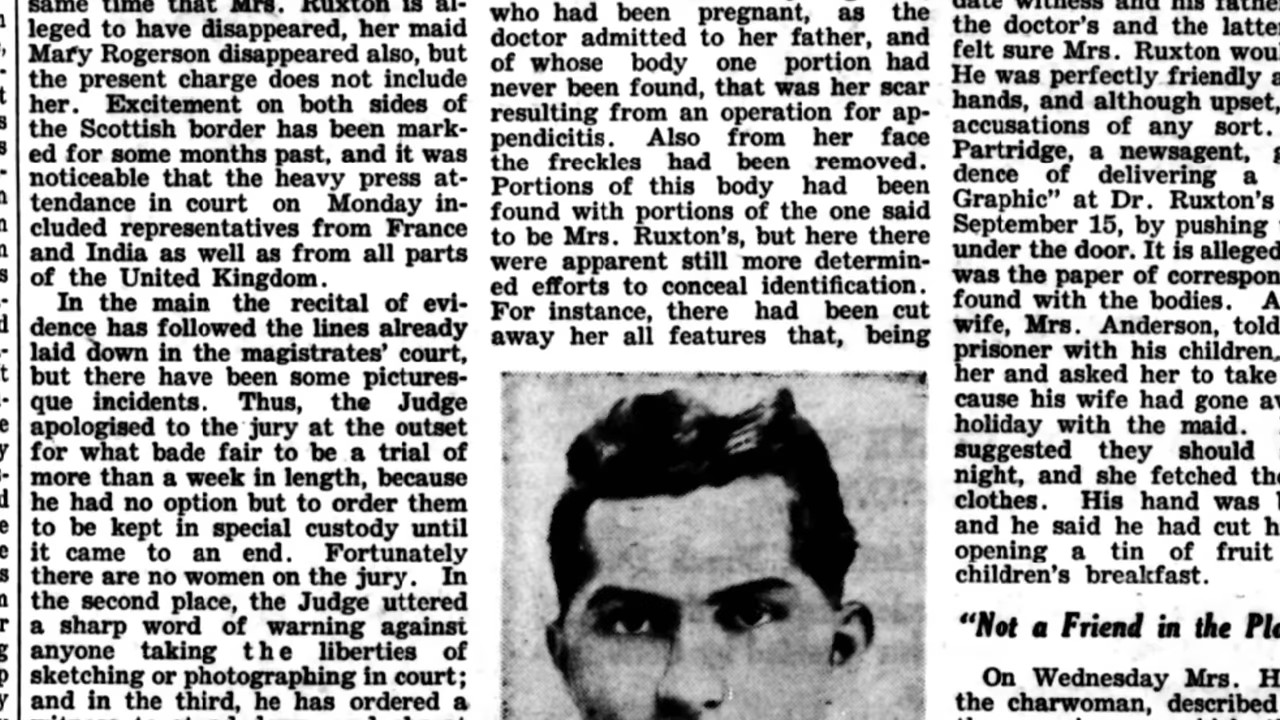 same time that Mrs. Ruxton is al-
leged to have disappeared, her maid
Mary Rogerson disappeared also, but
the present charge does not include
her. Excitement on both sides of
the Scottish border has been mark-
ed for some months past, and it was
noticeable that the heavy press at-
tendance in court on Monday in-
cluded representatives from France
and India as well as from all parts
of the United Kingdom.
In the main the recital of evi-
dence has followed the lines already
laid down in the magistrates' court,
but there have been some pictures-
que incidents. Thus, the Judge
apologised to the jury at the outset
for what bade fair to be a trial of
more than a week in length, because
he had no option but to order them
to be kept in special custody until
it came to an end. Fortunately
there are no women on the jury. In
the second place, the Judge uttered
a sharp word of warning against
anyone taking the liberties of
sketching or photographing in court;
and in the third, he has ordered a
who had been pregnant, as the
doctor admitted to her father, and
of whose body one portion had
never been found, that was her scar
resulting from an operation for ap-
pendicitis. Also from her face
the freckles had been removed.
Portions of this body had been
found with portions of the one said
to be Mrs. Ruxton's, but here there
were apparent still more determin-
ed efforts to conceal identification.
For instance, there had been cut
away her all features that, being
date witness and his
the doctor's and the
felt sure Mrs. Ruxton
He was perfectly friendly
hands, and although upset,
accusations of any sort.
Partridge, a newsagent,
dence of delivering a
Graphic" at Dr. Ruxton's
September 15, by pushing
under the door. It is alleged
was the paper of
found with the bodies.
wife, Mrs. Anderson, told
prisoner with his children,
her and asked her to take
cause his wife had gone
holiday with the maid.
suggested they should
night, and she fetched
clothes. His hand was
and he said he had cut
opening a tin of fruit
children's breakfast.
"Not a Friend in the
On Wednesday Mrs. H
the charwoman, described